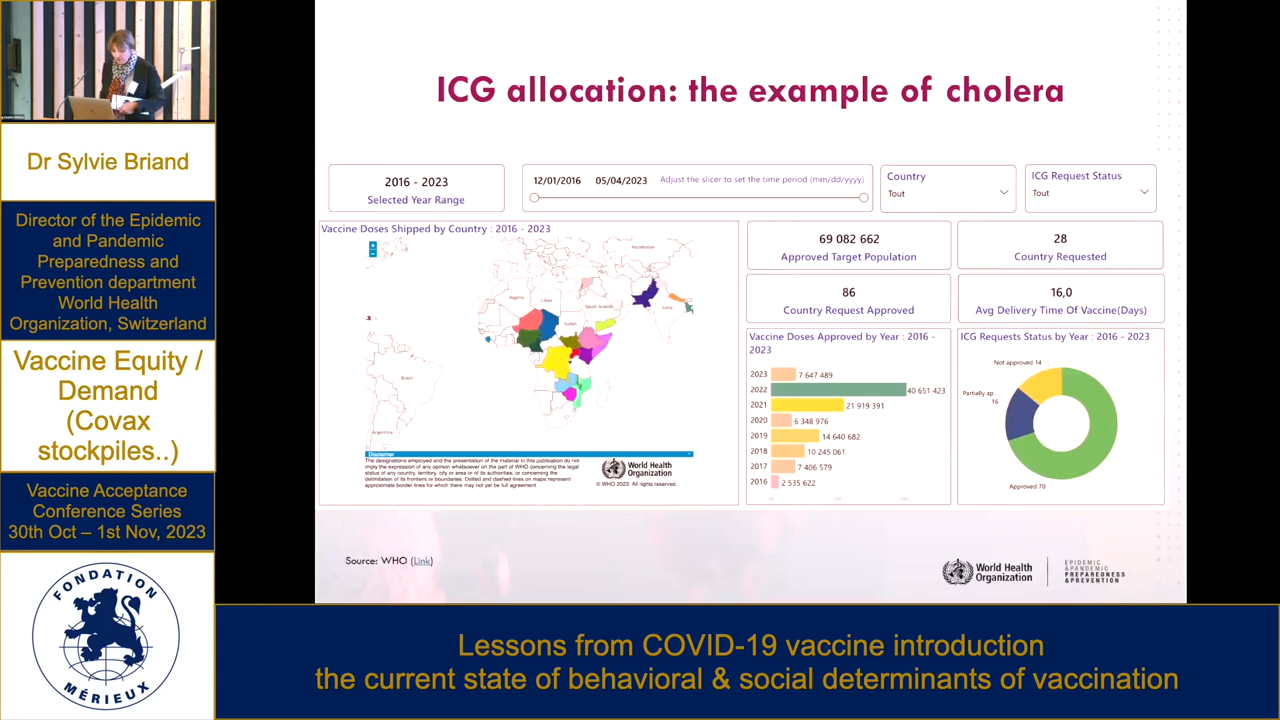 Dr Sylvie Briand
Director of the Epidemic
and Pandemic
Preparedness and
Prevention department
World Health
Organization, Switzerland
Vaccine Equity /
Demand
(Covax
stockpiles..)
Vaccine Acceptance
Conference Series
30th Oct – 1st Nov, 2023
FONDATION
MÉRIEUX
ICG allocation: the example of cholera
2016 - 2023
Selected Year Range
12/01/2016 05/04/2023 Adjust the slicer to set the time period (mm/dd/yyyy)
Country
Tout
ICG Request Status
Tout
Vaccine Doses Shipped by Country : 2016 - 2023
Kazakhstan
Algeria
Libya
Saudi Arabia
India
Sudan
Brazil
Argentina
Disclaimer
The designations employed and the presentation of the material in this publication do not
imply the expression of any opinion whatsoever on the part of WHO concerning the legal
status of any country, territory, city or area or of its authorities, or concerning the
delimitation of its frontiers or boundaries. Dotted and dashed lines on maps represent
approximate border lines for which there may not yet be full agreement
World Health
Organization
© WHO 2023. All rights reserved
69 082 662
Approved Target Population
28
Country Requested
86
Country Request Approved
16,0
Avg Delivery Time Of Vaccine(Days)
Vaccine Doses Approved by Year : 2016 -
2023
2023 7 647 489
2022 40 651 423
2021 21 919 391
2020 6 348 976
2019 14 640 682
2018 10 245 061
2017 7 406 579
2016 2 535 622
ICG Requests Status by Year : 2016 - 2023
Not approved 14
Partially ap...
16
Approved 70
Source: WHO (Link)
World Health
Organization
EPIDEMIC
&PANDEMIC
PREPAREDNESS
&PREVENTION
Lessons from COVID-19 vaccine introduction
the current state of behavioral & social determinants of vaccination